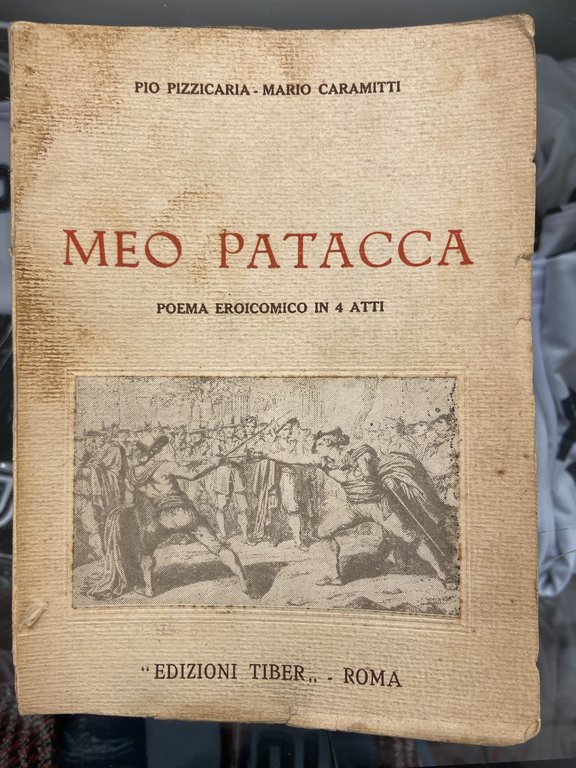 PIO PIZZICARIA - MARIO CARAMITTI
MEO PATACCA
POEMA EROICOMICO IN 4 ATTI
"EDIZIONI TIBER„ - ROMA